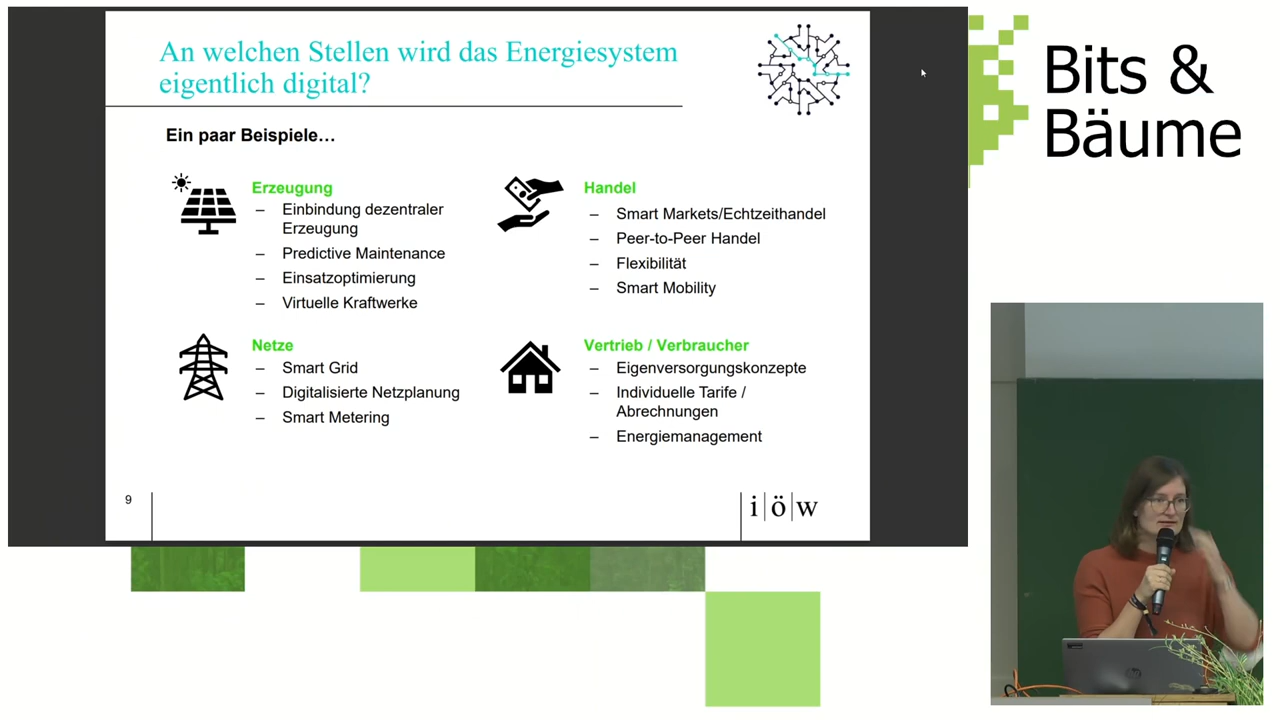 An welchen Stellen wird das Energiesystem
eigentlich digital?
Ein paar Beispiele…
Erzeugung
– Einbindung dezentraler
Erzeugung
– Predictive Maintenance
– Einsatzoptimierung
– Virtuelle Kraftwerke
Handel
– Smart Markets/Echtzeithandel
– Peer-to-Peer Handel
– Flexibilität
– Smart Mobility
Netze
– Smart Grid
– Digitalisierte Netzplanung
– Smart Metering
Vertrieb / Verbraucher
– Eigenversorgungskonzepte
– Individuelle Tarife /
Abrechnungen
– Energiemanagement
9
i|ö|w
Bits &
Bäume
hp